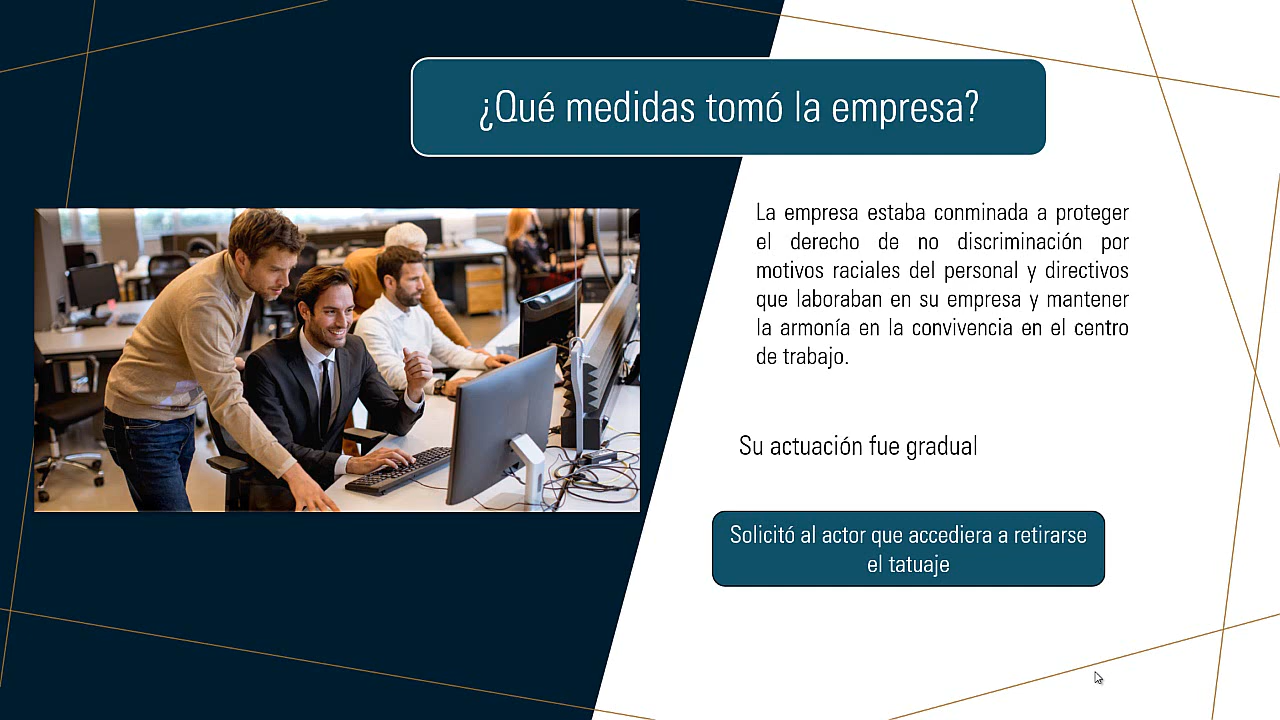 ¿Qué medidas tomó la empresa?
La empresa estaba conminada a proteger
el derecho de no discriminación por
motivos raciales del personal y directivos
que laboraban en su empresa y mantener
la armonía en la convivencia en el centro
de trabajo.
Su actuación fue gradual
Solicitó al actor que accediera a retirarse
el tatuaje